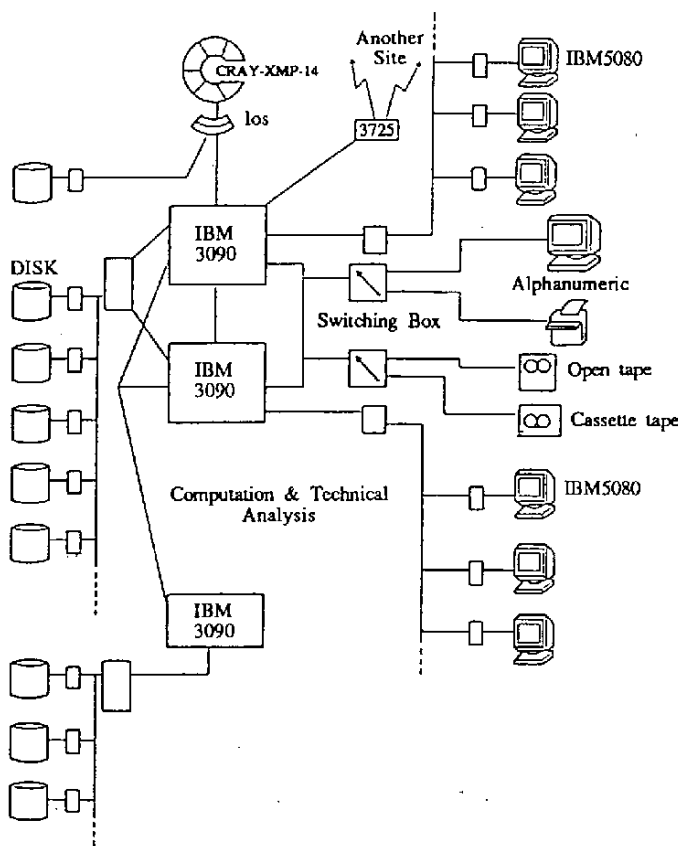 Another
Site
CRAY-XMP-14
IBM5080
Ios
3725
IBM
3090
DISK
Alphanumeric
Switching Box
IBM
3090
Open tape
Cassette tape
Computation & Technical
Analysis
IBM5080
IBM
3090